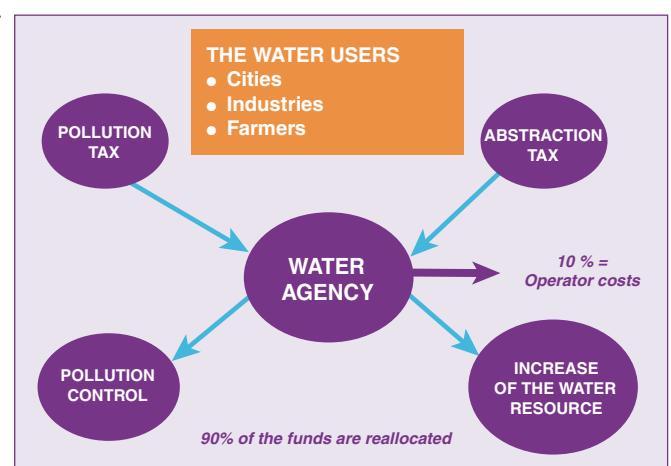 THE WATER USERS
● Cities
● Industries
● Farmers
POLLUTION
TAX
ABSTRACTION
TAX
WATER
AGENCY
10 % =
Operator costs
POLLUTION
CONTROL
INCREASE
OF THE WATER
RESOURCE
90% of the funds are reallocated